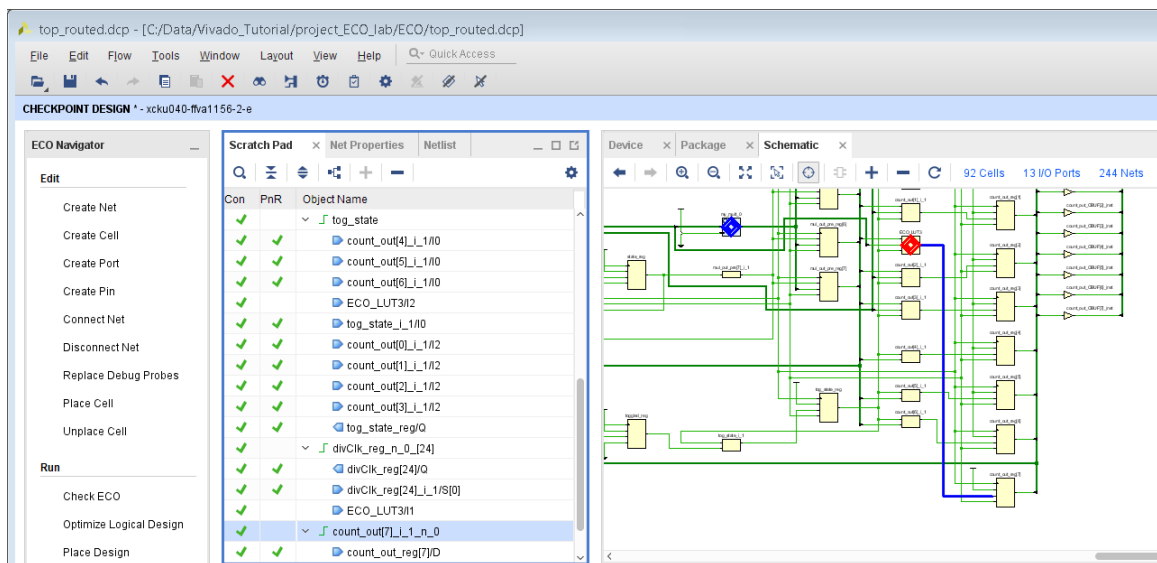 top_routed.dcp - [C:/Data/Vivado_Tutorial/project_ECO_lab/ECO/top_routed.dcp]
File Edit Flow Tools Window Layout View Help Quick Access
CHECKPOINT DESIGN * - xcku040-ffva1156-2-e
ECO Navigator
Edit
Create Net
Create Cell
Create Port
Create Pin
Connect Net
Disconnect Net
Replace Debug Probes
Place Cell
Unplace Cell
Run
Check ECO
Optimize Logical Design
Place Design
Scratch Pad Net Properties Netlist
Con PnR Object Name
tog_state
count_out[4]_i_1/I0
count_out[5]_i_1/I0
count_out[6]_i_1/I0
ECO_LUT3/I2
tog_state_i_1/I0
count_out[0]_i_1/I2
count_out[1]_i_1/I2
count_out[2]_i_1/I2
count_out[3]_i_1/I2
tog_state_reg/Q
divClk_reg_n_0_[24]
divClk_reg[24]/Q
divClk_reg[24]_i_1/S[0]
ECO_LUT3/I1
count_out[7]_i_1_n_0
count_out_reg[7]/D
Device Package Schematic
92 Cells 13 I/O Ports 244 Nets
ECO_LUT3
state_reg
tog_state_reg
tog_state_i_1